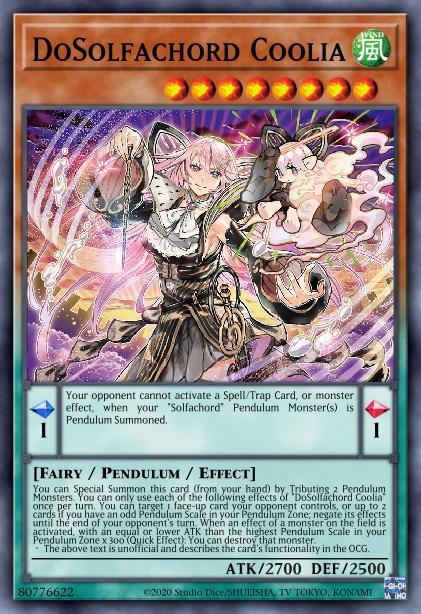 DoSolfachord Coolia
WIND
風
Your opponent cannot activate a Spell/Trap Card, or monster
effect, when your "Solfachord" Pendulum Monster(s) is
Pendulum Summoned.
1
1
[Fairy / Pendulum / Effect]
You can Special Summon this card (from your hand) by Tributing 2 Pendulum
Monsters. You can only use each of the following effects of "DoSolfachord Coolia"
once per turn. You can target 1 face-up card your opponent controls, or up to 2
cards if you have an odd Pendulum Scale in your Pendulum Zone; negate its effects
until the end of your opponent's turn. When an effect of a monster on the field is
activated, with an equal or lower ATK than the highest Pendulum Scale in your
Pendulum Zone x 300 (Quick Effect): You can destroy that monster.
- The above text is unofficial and describes the card's functionality in the OCG.
ATK/2700 DEF/2500
80776622
©2020 Studio Dice/SHUEISHA, TV TOKYO, KONAMI